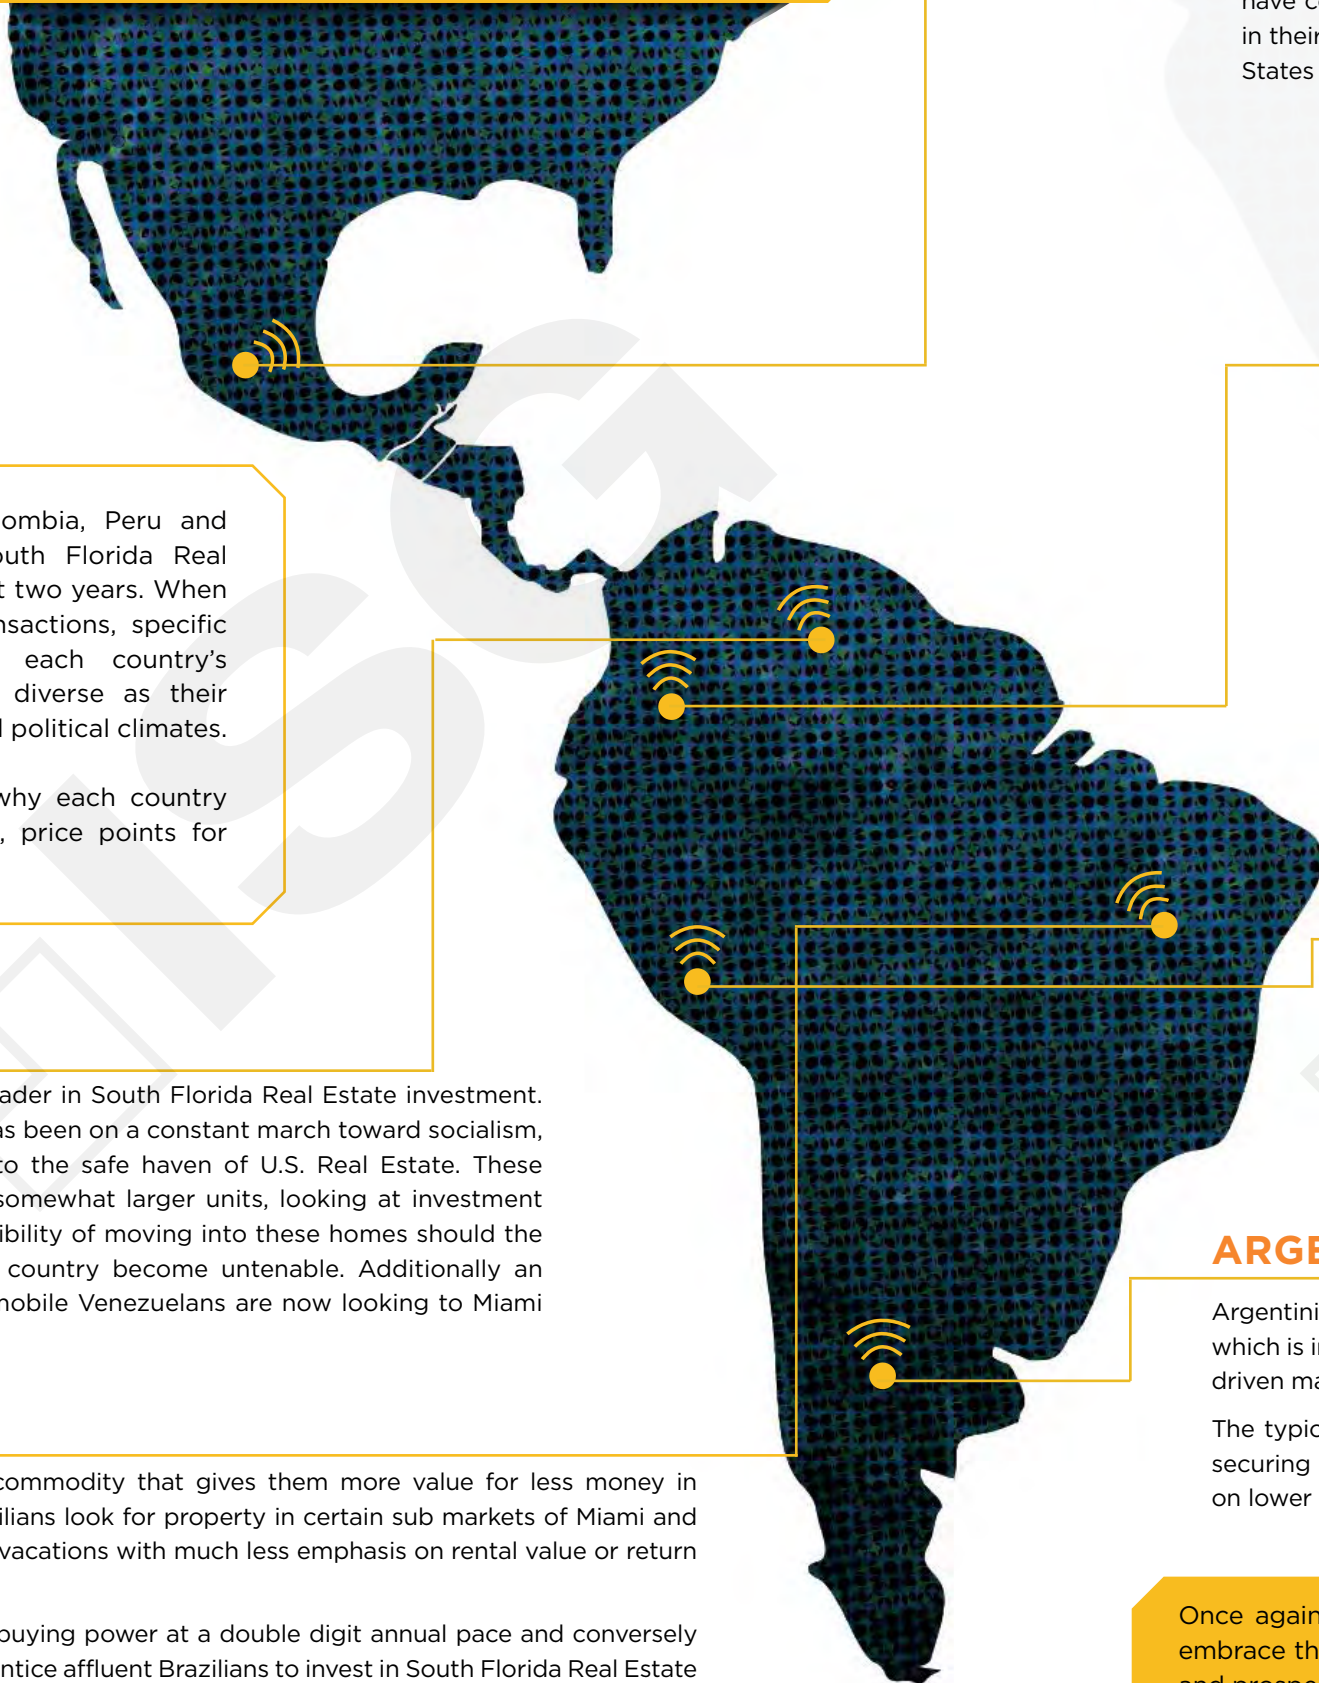 in their
States
ombia, Peru and
outh Florida Real
t two years. When
nsactions, specific
each country’s
diverse as their
political climates.
why each country
, price points for
ader in South Florida Real Estate investment.
as been on a constant march toward socialism,
to the safe haven of U.S. Real Estate. These
somewhat larger units, looking at investment
ibility of moving into these homes should the
country become untenable. Additionally an
mobile Venezuelans are now looking to Miami
commodity that gives them more value for less money in
ilians look for property in certain sub markets of Miami and
vacations with much less emphasis on rental value or return
buying power at a double digit annual pace and conversely
ntice affluent Brazilians to invest in South Florida Real Estate
ISG
ARGE
Argentini
which is i
driven ma
The typic
securing
on lower
Once again
embrace th